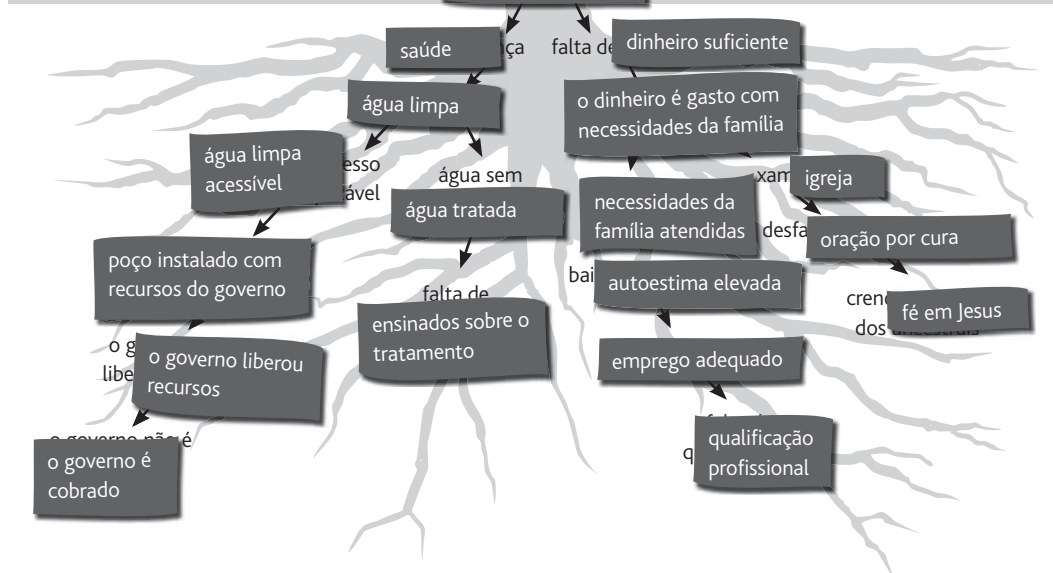 saúde
falta de
dinheiro suficiente
água limpa
o dinheiro é gasto com
necessidades da família
água limpa
acessível
água sem
igreja
água tratada
necessidades da
família atendidas
oração por cura
poço instalado com
recursos do governo
autoestima elevada
falta de
ensinados sobre o
tratamento
fé em Jesus
o governo liberou
recursos
emprego adequado
o governo não é
o governo é
cobrado
qualificação
profissional